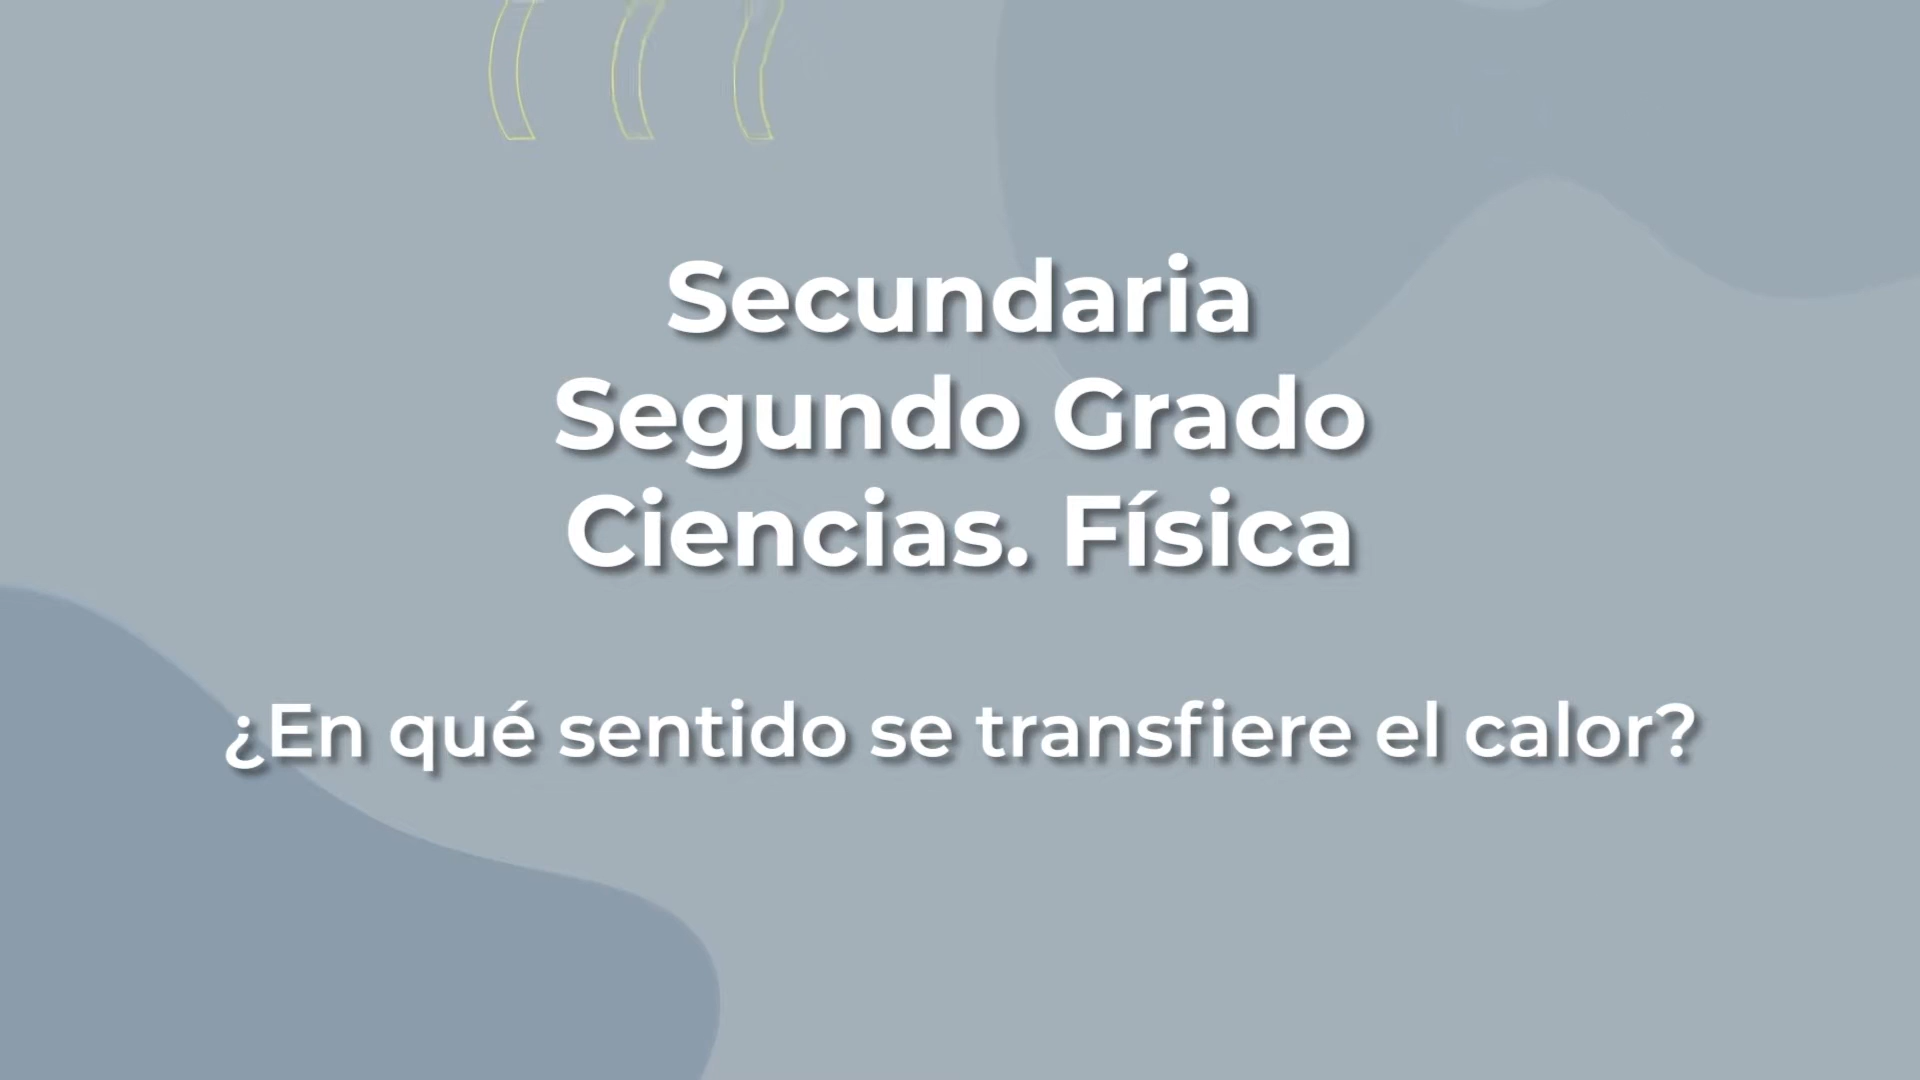 Secundaria
Segundo Grado
Ciencias. Física
¿En qué sentido se transfiere el calor?